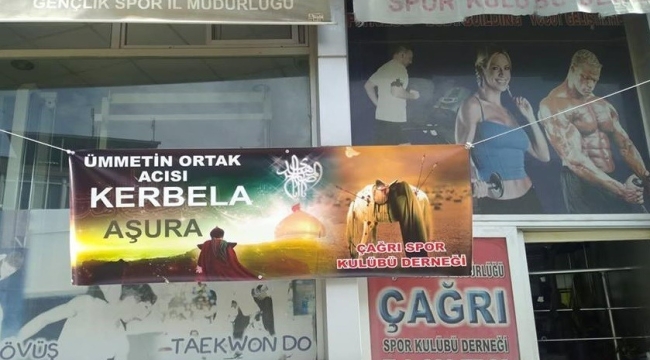 GENÇLİK SPOR İL MÜDÜRLÜĞÜ
SPOR KULÜBÜ
ÜMMETİN ORTAK
ACISI
KERBELA
AŞURA
ÇAĞRI SPOR
KULÜBÜ DERNEĞİ
ÇAĞRI
SPOR KULÜBÜ DERNEĞİ
ÖVÜŞ
TAEKWON DO